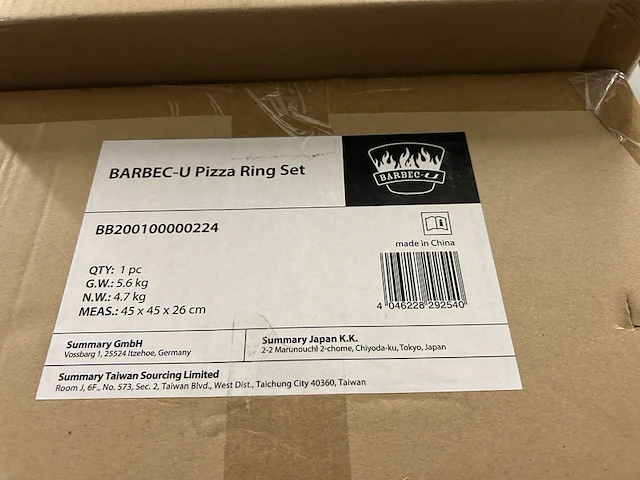 BARBEC-U Pizza Ring Set
BARBEC-U
BB200100000224
made in China
QTY: 1 pc
G.W.: 5.6 kg
N.W.: 4.7 kg
MEAS.: 45 x 45 x 26 cm
4 046228 292540
Summary GmbH
Vossbarg 1, 25524 Itzehoe, Germany
Summary Japan K.K.
2-2 Marunouchi 2-chome, Chiyoda-ku, Tokyo, Japan
Summary Taiwan Sourcing Limited
Room J, 6F., No. 573, Sec. 2, Taiwan Blvd., West Dist., Taichung City 40360, Taiwan